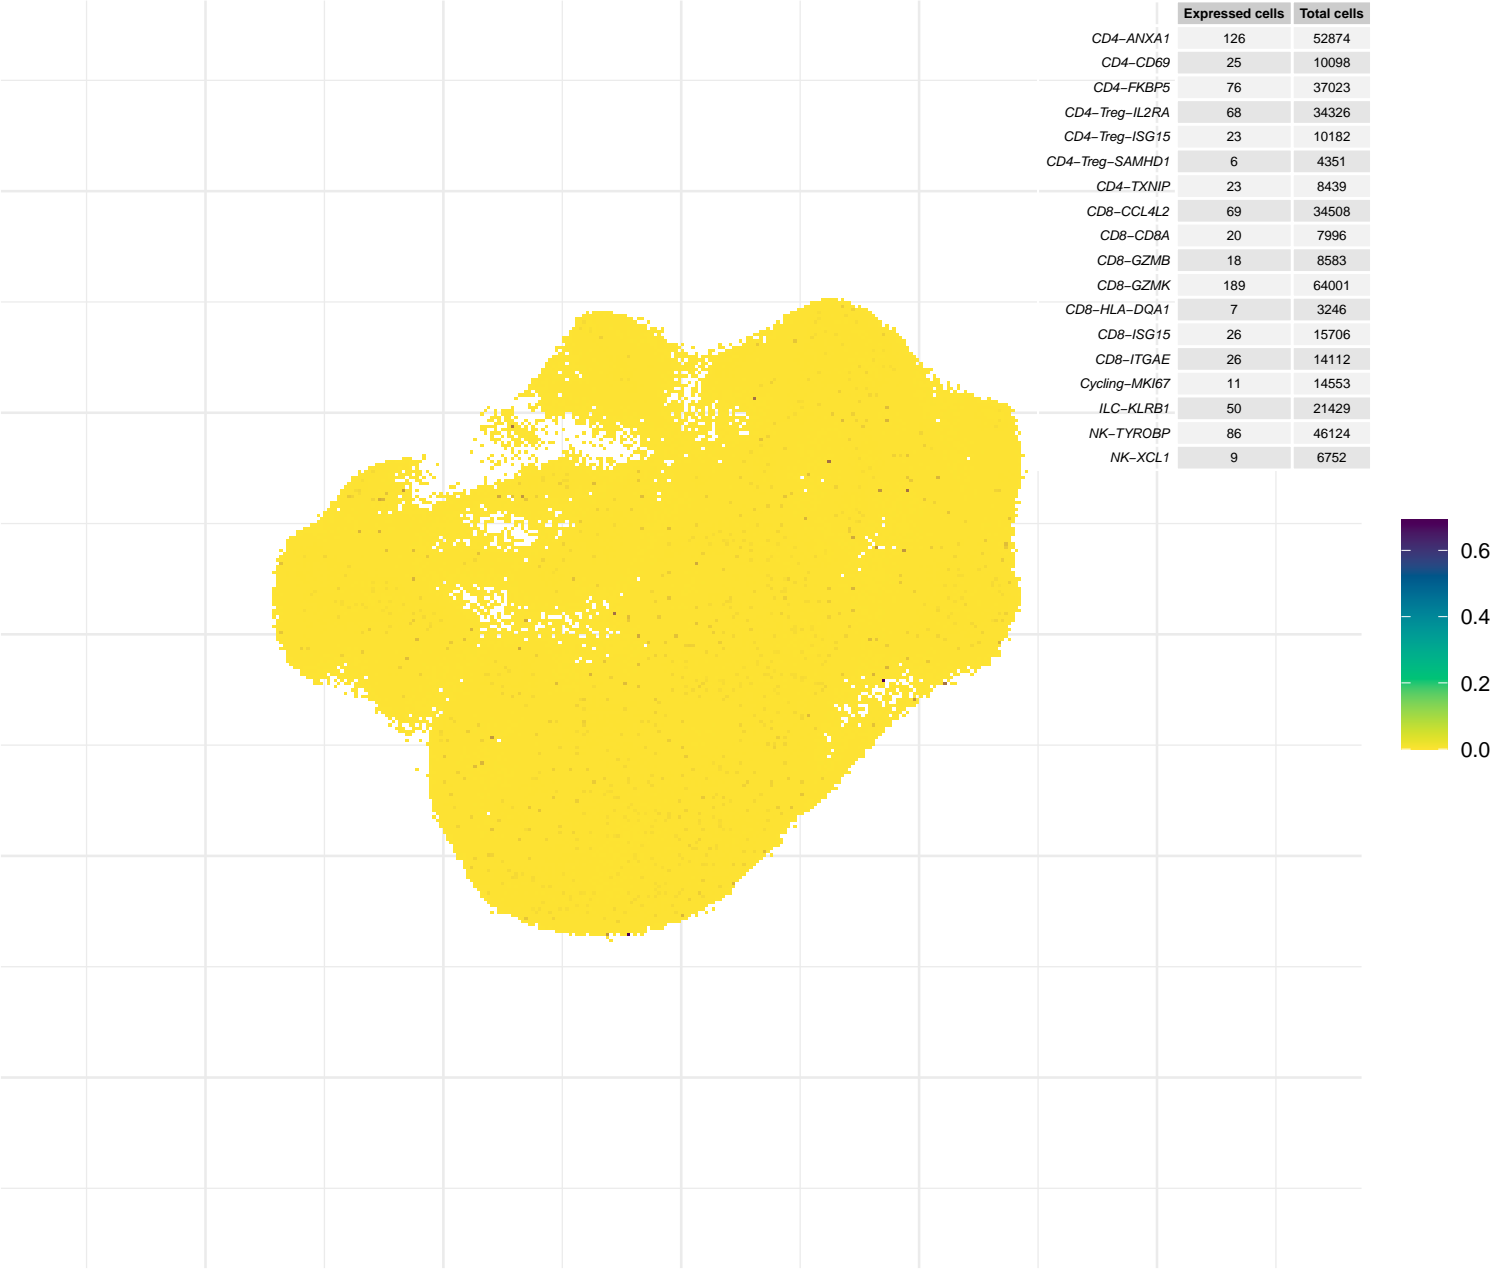 Expressed cells Total cells
CD4−ANXA1 126 52874
CD4−CD69 25 10098
CD4−FKBP5 76 37023
CD4−Treg−IL2RA 68 34326
CD4−Treg−ISG15 23 10182
CD4−Treg−SAMHD1 6 4351
CD4−TXNIP 23 8439
CD8−CCL4L2 69 34508
CD8−CD8A 20 7996
CD8−GZMB 18 8583
CD8−GZMK 189 64001
CD8−HLA−DQA1 7 3246
CD8−ISG15 26 15706
CD8−ITGAE 26 14112
Cycling−MKI67 11 14553
ILC−KLRB1 50 21429
NK−TYROBP 86 46124
NK−XCL1 9 6752
0.6
0.4
0.2
0.0